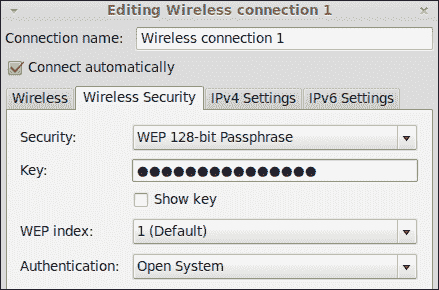 Editing Wireless connection 1
Connection name: Wireless connection 1
Connect automatically
Wireless Wireless Security IPv4 Settings IPv6 Settings
Security: WEP 128-bit Passphrase
Key: ●●●●●●●●●●●●●●●
Show key
WEP index: 1 (Default)
Authentication: Open System